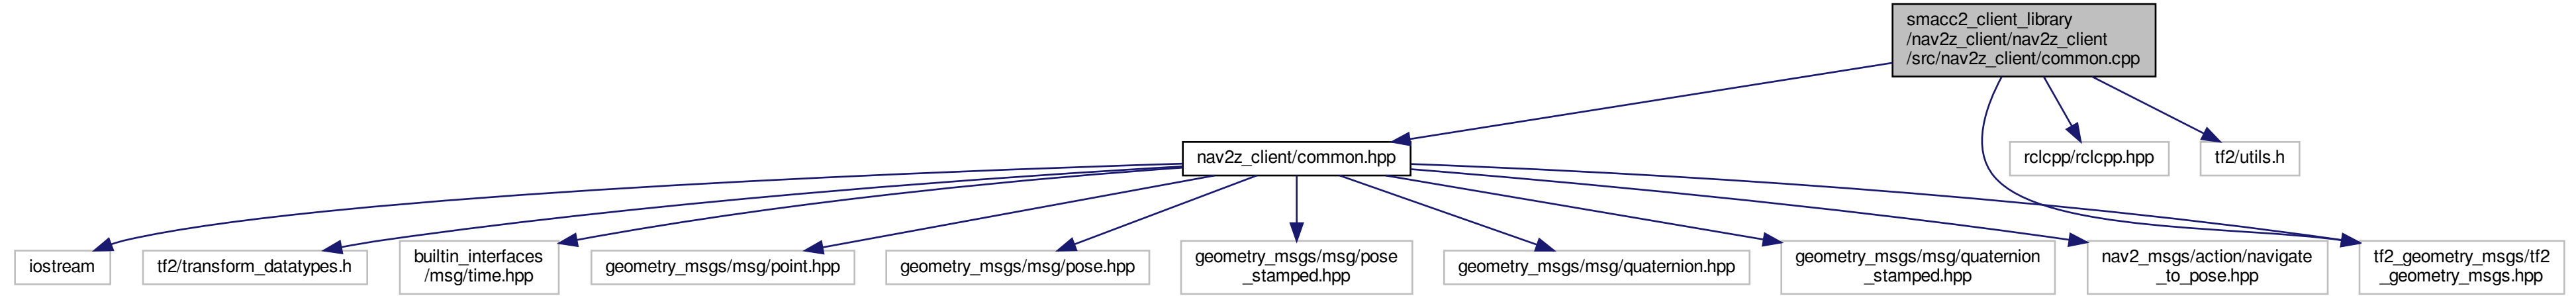 smacc2_client_library
/nav2z_client/nav2z_client
/src/nav2z_client/common.cpp
nav2z_client/common.hpp
rclcpp/rclcpp.hpp
tf2/utils.h
iostream
tf2/transform_datatypes.h
builtin_interfaces
/msg/time.hpp
geometry_msgs/msg/point.hpp
geometry_msgs/msg/pose.hpp
geometry_msgs/msg/pose
_stamped.hpp
geometry_msgs/msg/quaternion.hpp
geometry_msgs/msg/quaternion
_stamped.hpp
nav2_msgs/action/navigate
_to_pose.hpp
tf2_geometry_msgs/tf2
_geometry_msgs.hpp